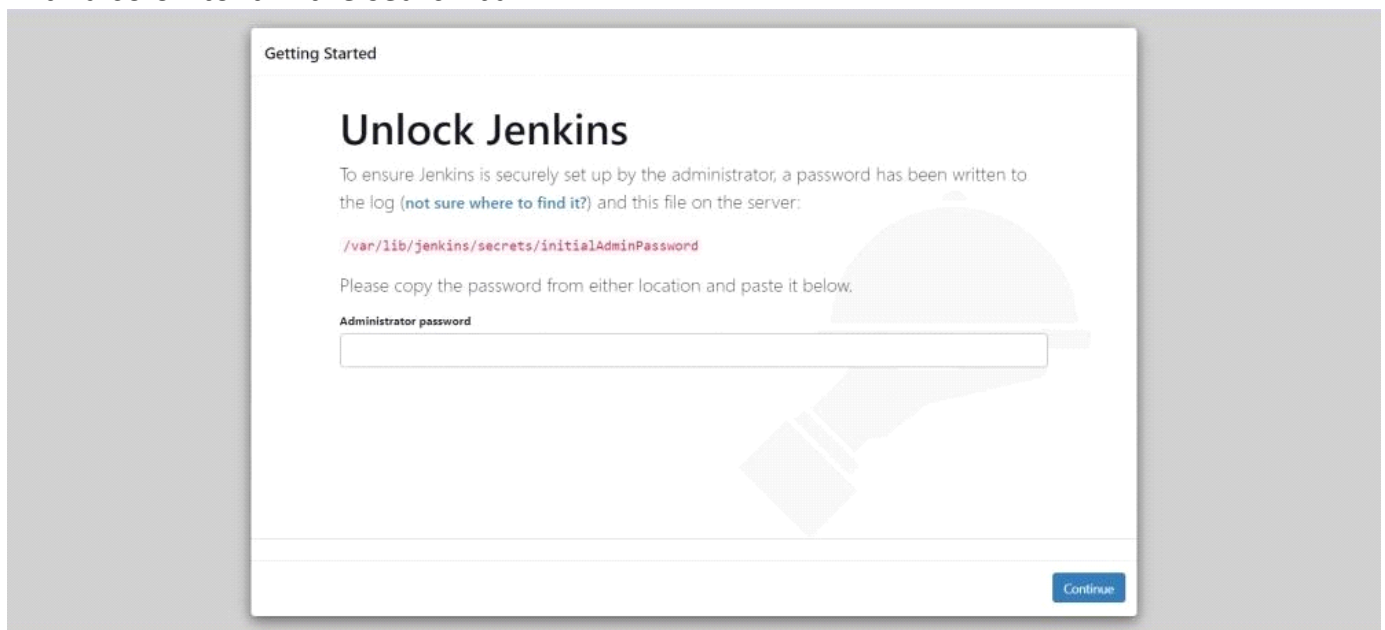 Getting Started
Unlock Jenkins
To ensure Jenkins is securely set up by the administrator, a password has been written to
the log (not sure where to find it?) and this file on the server:
/var/lib/jenkins/secrets/initialAdminPassword
Please copy the password from either location and paste it below.
Administrator password
Continue